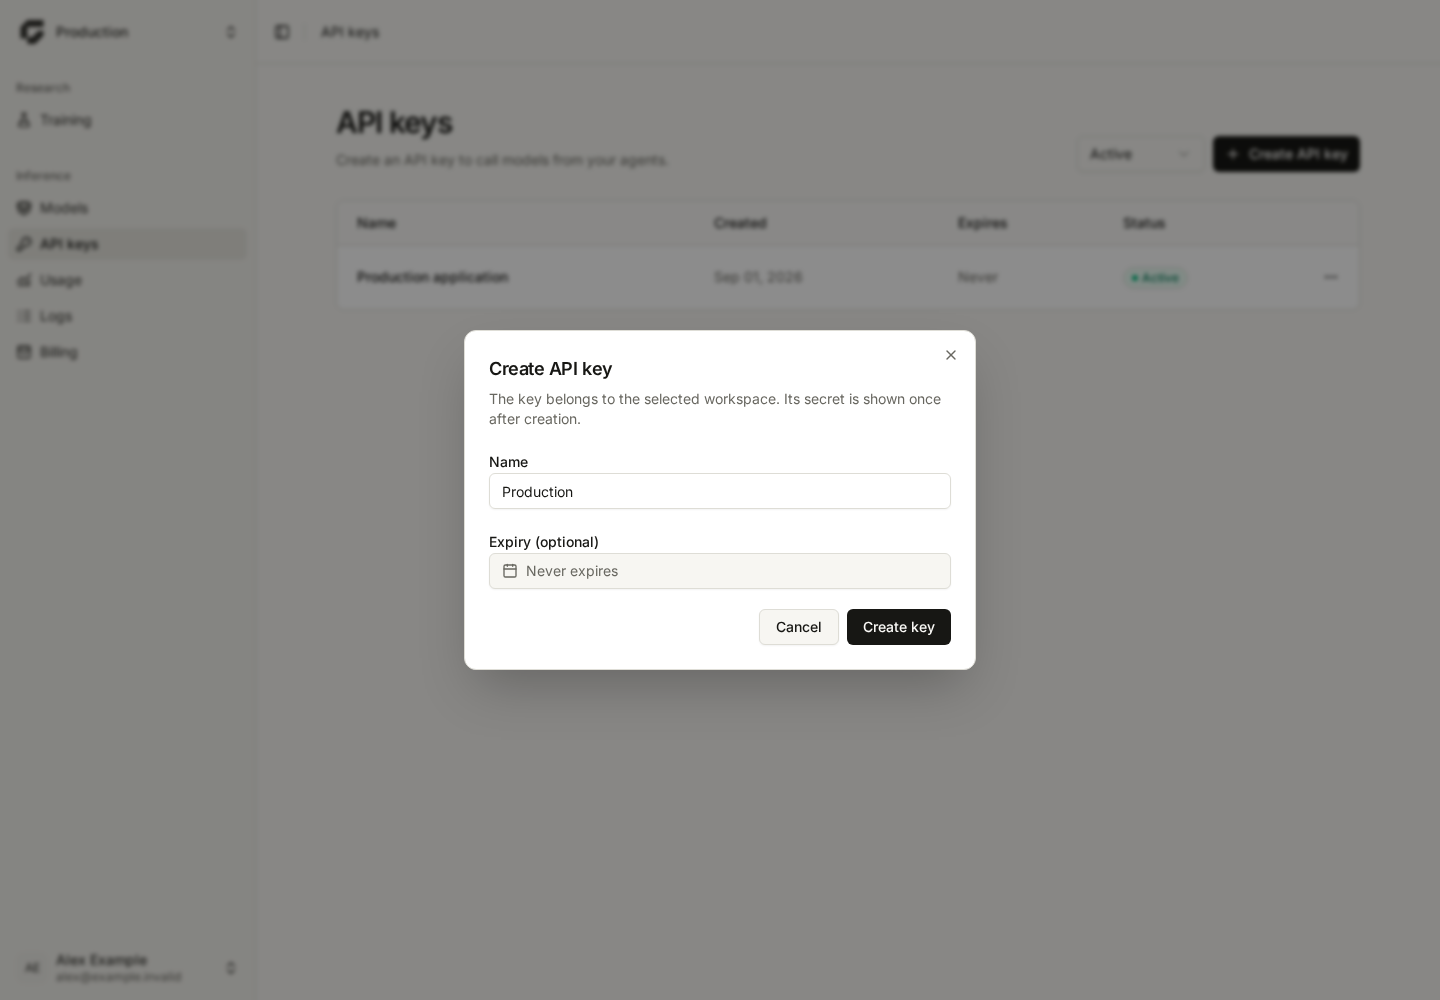 Production
API keys
Research
Training
Inference
Models
API keys
Usage
Logs
Billing
API keys
Create an API key to call models from your agents.
Active
Create API key
Name Created Expires Status
Production application Sep 01, 2026 Never Active
Create API key
The key belongs to the selected workspace. Its secret is shown once
after creation.
Name
Production
Expiry (optional)
Never expires
Cancel
Create key
AE
Alex Example
alex@example.invalid